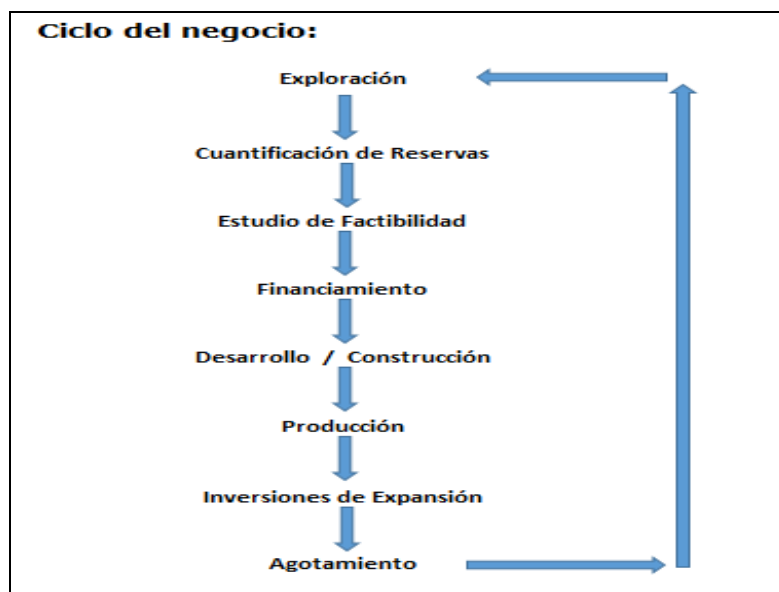 Ciclo del negocio:
Exploración
Cuantificación de Reservas
Estudio de Factibilidad
Financiamiento
Desarrollo / Construcción
Producción
Inversiones de Expansión
Agotamiento